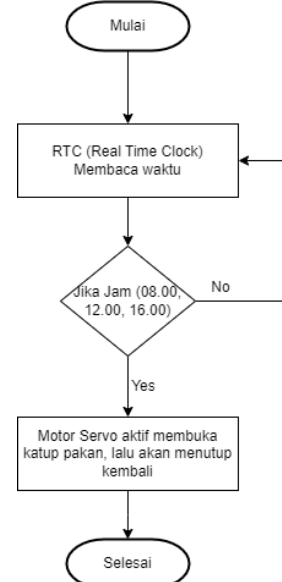 Mulai
RTC (Real Time Clock)
Membaca waktu
Jika Jam (08.00,
12.00, 16.00)
No
Yes
Motor Servo aktif membuka
katup pakan, lalu akan menutup
kembali
Selesai